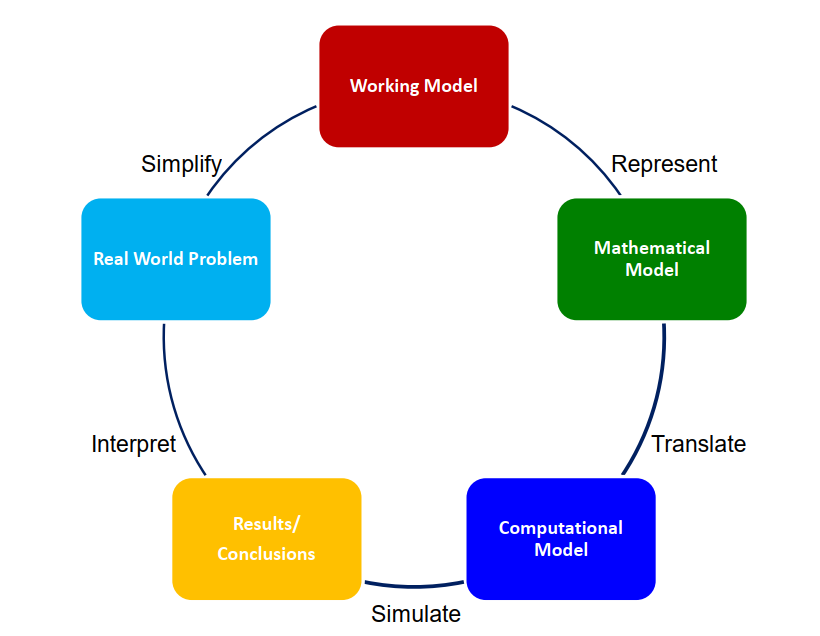 Working Model
Simplify
Represent
Real World Problem
Mathematical
Model
Interpret
Translate
Results/
Conclusions
Computational
Model
Simulate